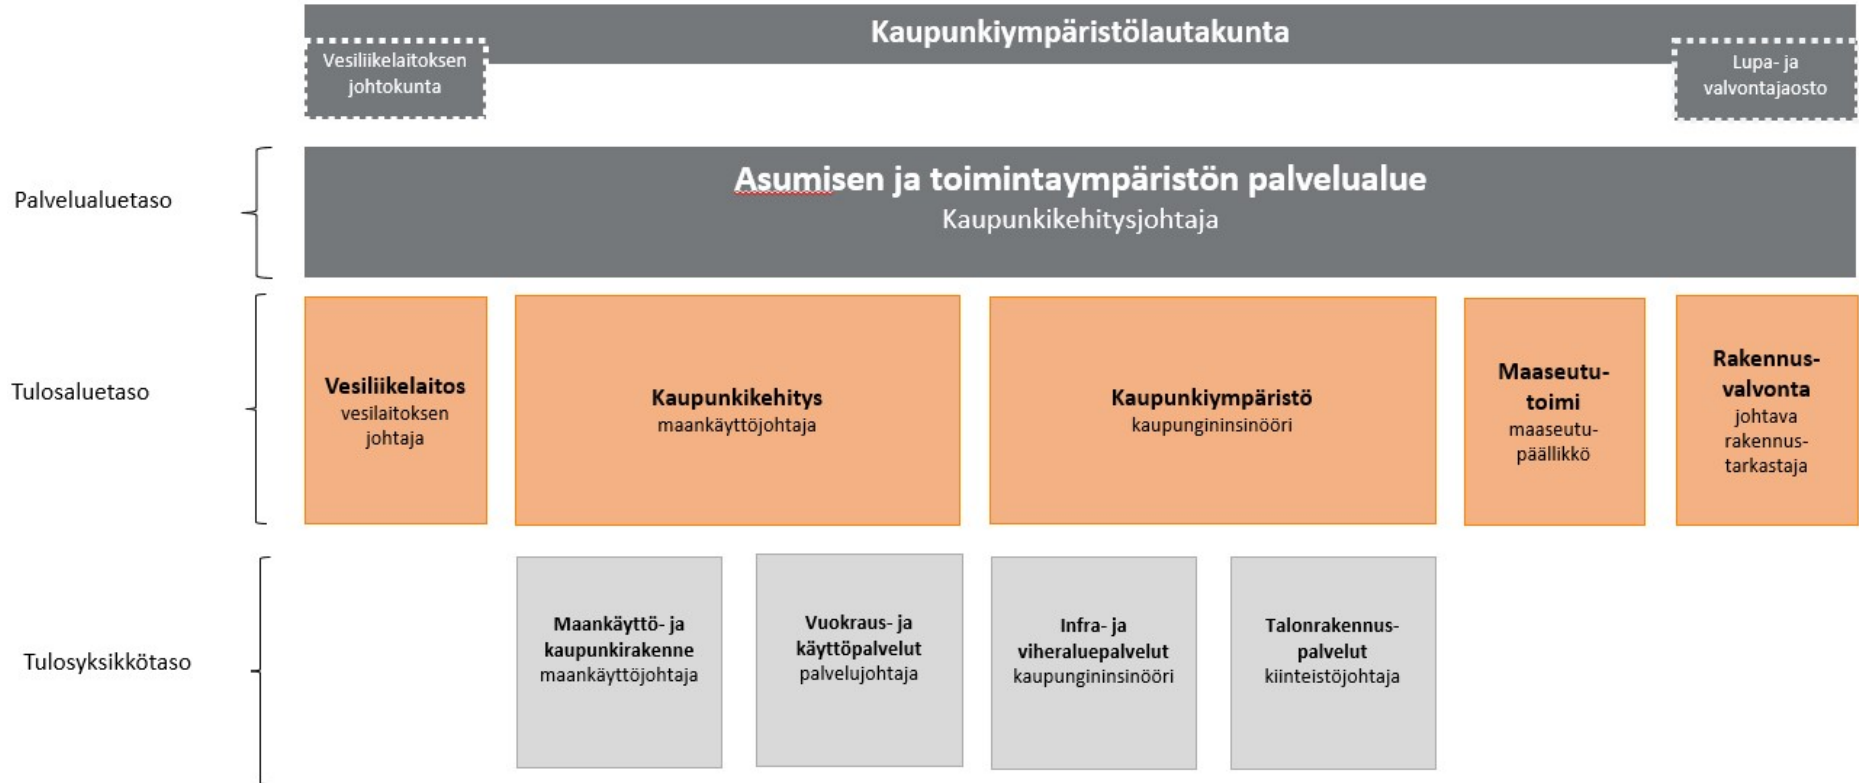 Kaupunkiympäristölautakunta
Vesiliikelaitoksen
johtokunta
Lupa- ja
valvontajaosto
Palvelualuetaso
Asumisen ja toimintaympäristön palvelualue
Kaupunkikehitysjohtaja
Tulosaluetaso
Vesiliikelaitos
vesilaitoksen
johtaja
Kaupunkikehitys
maankäyttöjohtaja
Kaupunkiympäristö
kaupungininsinööri
Maaseutu-
toimi
maaseutu-
päällikkö
Rakennus-
valvonta
johtava
rakennus-
tarkastaja
Tulosyksikkötaso
Maankäyttö- ja
kaupunkirakenne
maankäyttöjohtaja
Vuokraus- ja
käyttöpalvelut
palvelujohtaja
Infra- ja
viheraluepalvelut
kaupungininsinööri
Talonrakennus-
palvelut
kiinteistöjohtaja